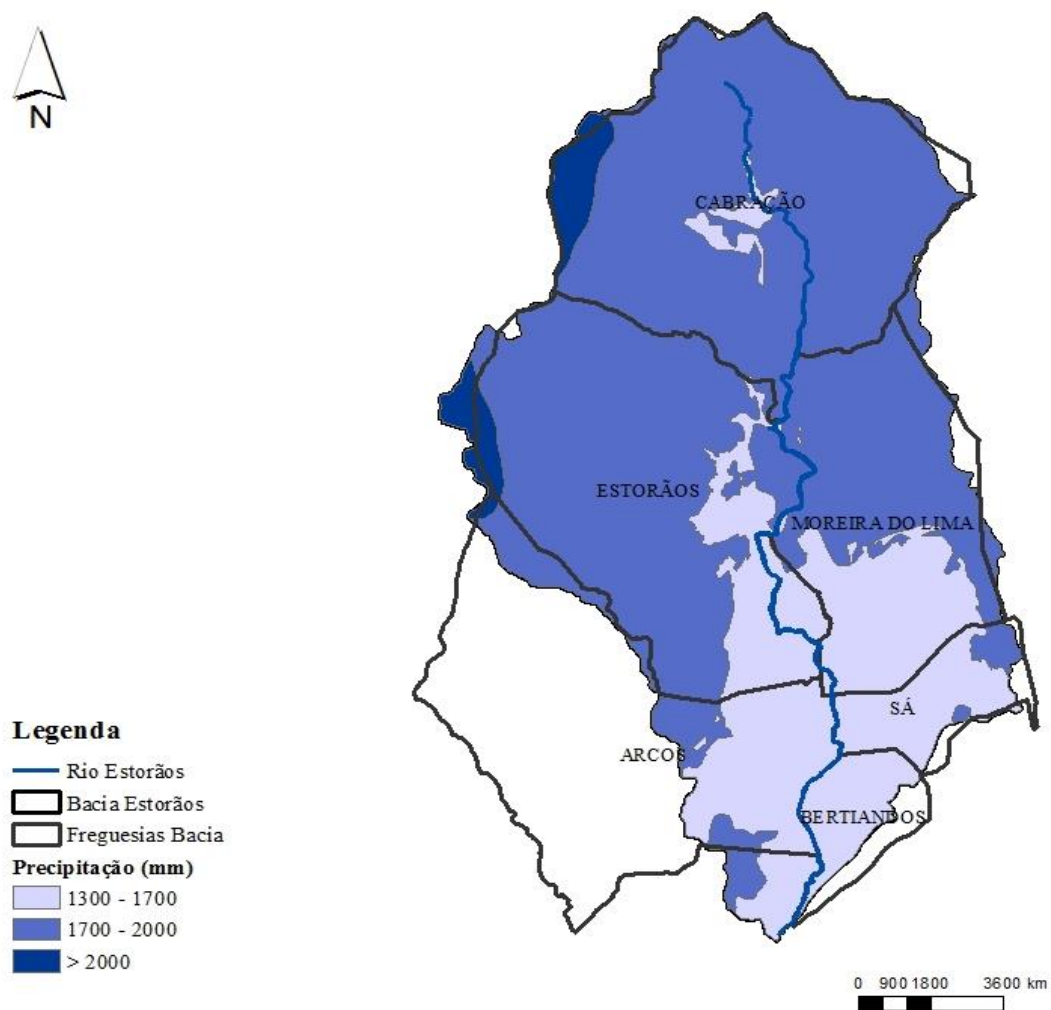 N
CABRAÇÃO
ESTORÃOS
MOREIRA DO LIMA
SÁ
ARCOS
BERTIANDOS
Legenda
Rio Estorãos
Bacia Estorãos
Freguesias Bacia
Precipitação (mm)
1300 - 1700
1700 - 2000
> 2000
0 900 1800 3600 km